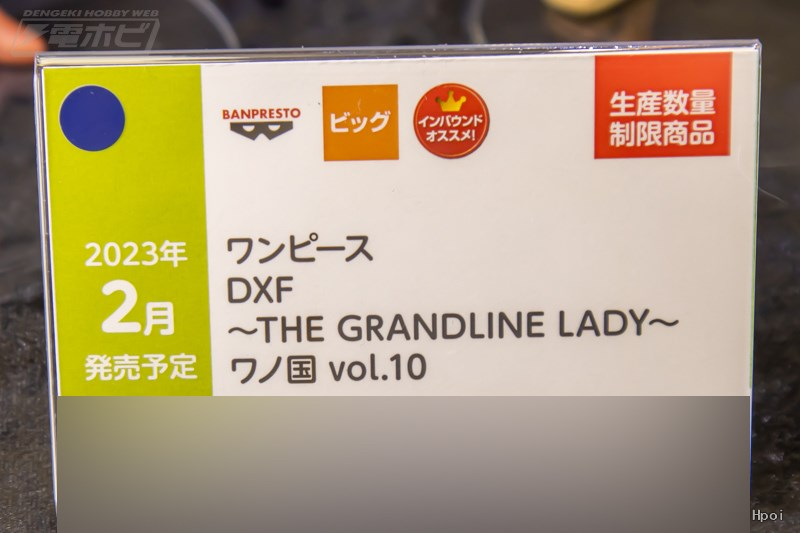 DENGEKI HOBBY WEB
電ホビ
BANPRESTO
ビッグ
インバウンド
オススメ!
生産数量
制限商品
2023年
2月
発売予定
ワンピース
DXF
～THE GRANDLINE LADY～
ワノ国 vol.10
Hpoi